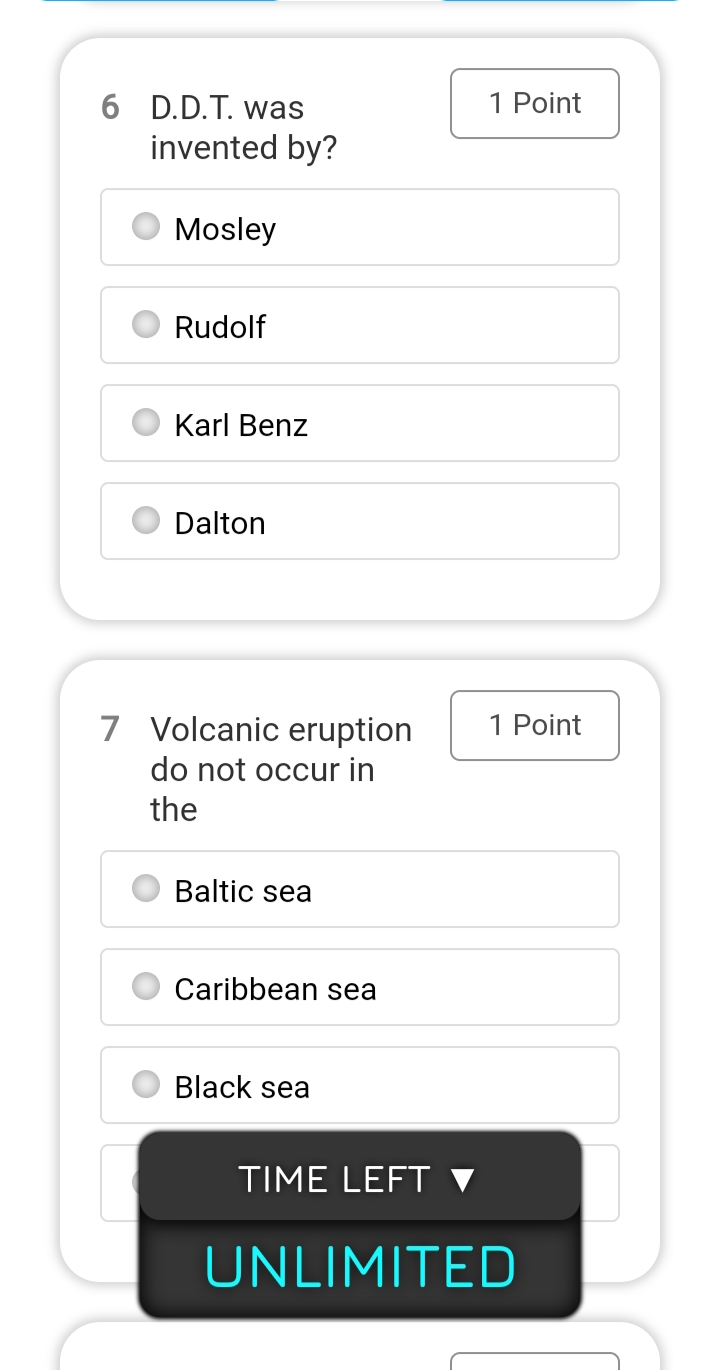 6 D.D.T. was
invented by?
1 Point
Mosley
Rudolf
Karl Benz
Dalton
7 Volcanic eruption
do not occur in
the
1 Point
Baltic sea
Caribbean sea
Black sea
TIME LEFT ▼
UNLIMITED